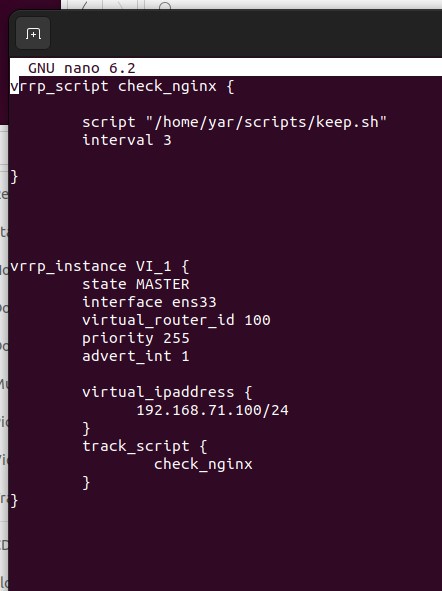 GNU nano 6.2
vrrp_script check_nginx {
script "/home/yar/scripts/keep.sh"
interval 3
}
vrrp_instance VI_1 {
state MASTER
interface ens33
virtual_router_id 100
priority 255
advert_int 1
virtual_ipaddress {
192.168.71.100/24
}
track_script {
check_nginx
}
}